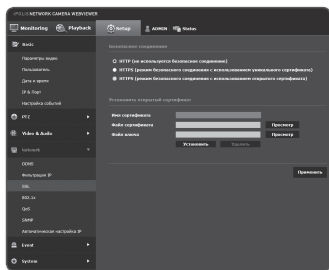 iPOLiS NETWORK CAMERA WEBVIEWER
Monitoring Playback Setup ADMIN Status
Basic
Параметры видео
Пользователь
Дата и время
IP & Порт
Настройка событий
PTZ
Video & Audio
Network
DDNS
Фильтрация IP
SSL
802.1x
QoS
SNMP
Автоматическая настройка IP
Event
System
Безопасное соединение
HTTP (не используется безопасное соединение)
HTTPS (режим безопасного соединения с использованием уникального сертификата)
HTTPS (режим безопасного соединения с использованием открытого сертификата)
Установить открытый сертификат
Имя сертификата
Файл сертификата Просмотр
Файл ключа Просмотр
Установить Удалить
Применить